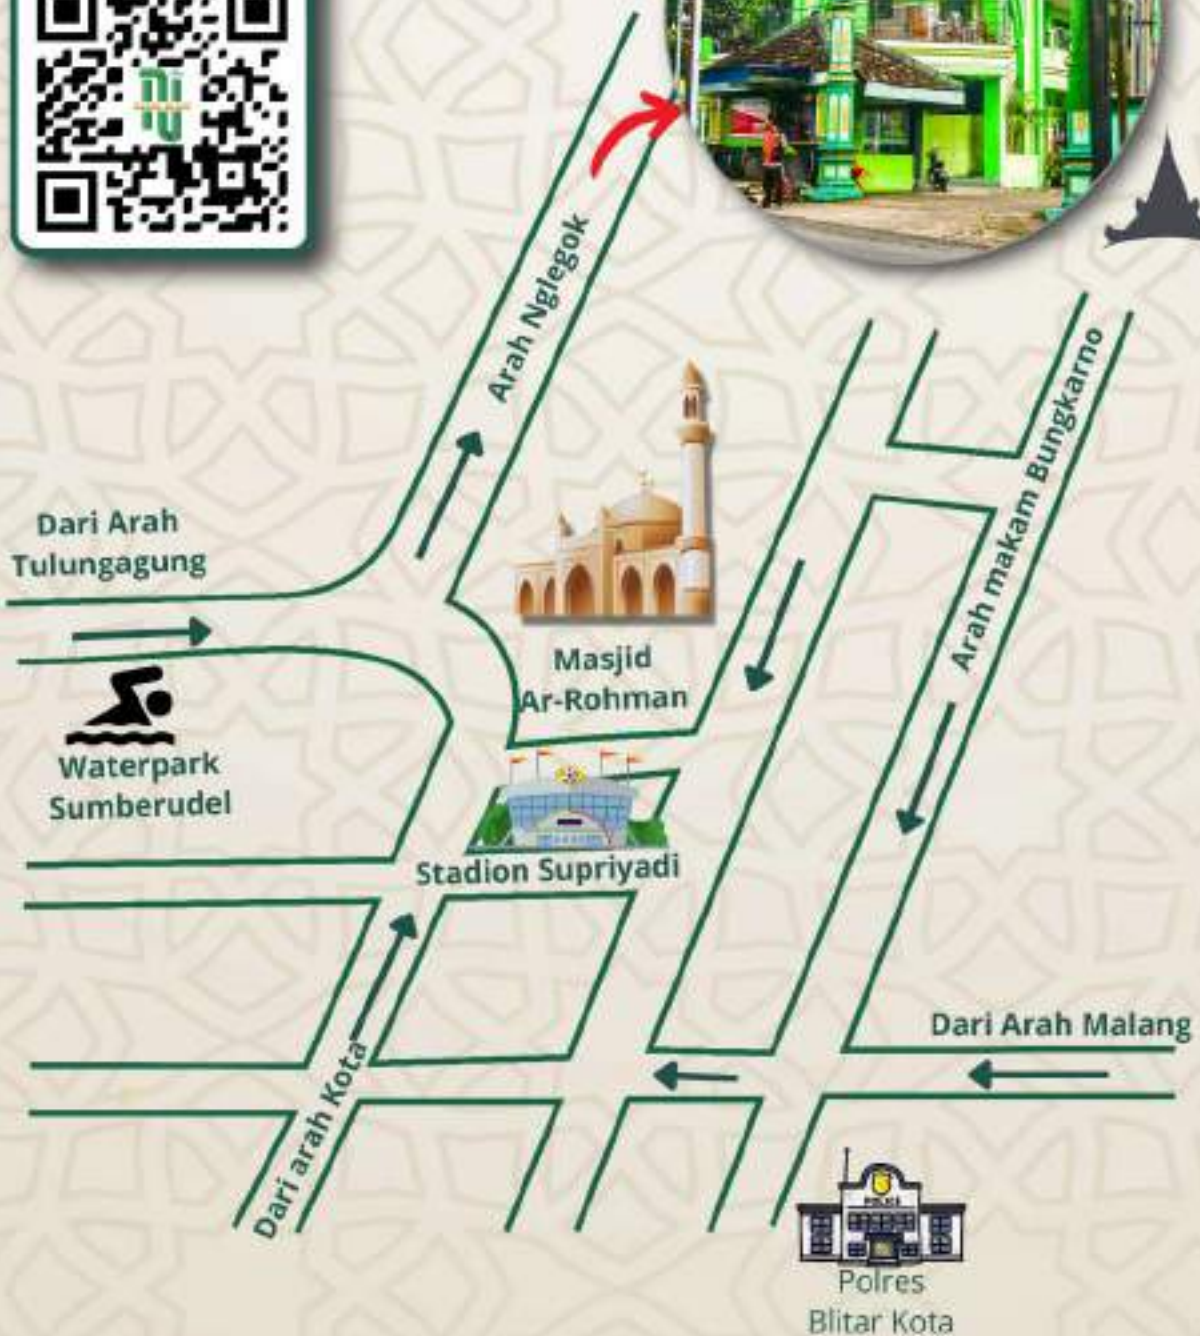 Arah Nglegok
Arah makam Bungkarno
Dari Arah
Tulungagung
Masjid
Ar-Rohman
Waterpark
Sumberudel
Stadion Supriyadi
Dari Arah Malang
Dari arah Kota
POLICE
Polres
Blitar Kota